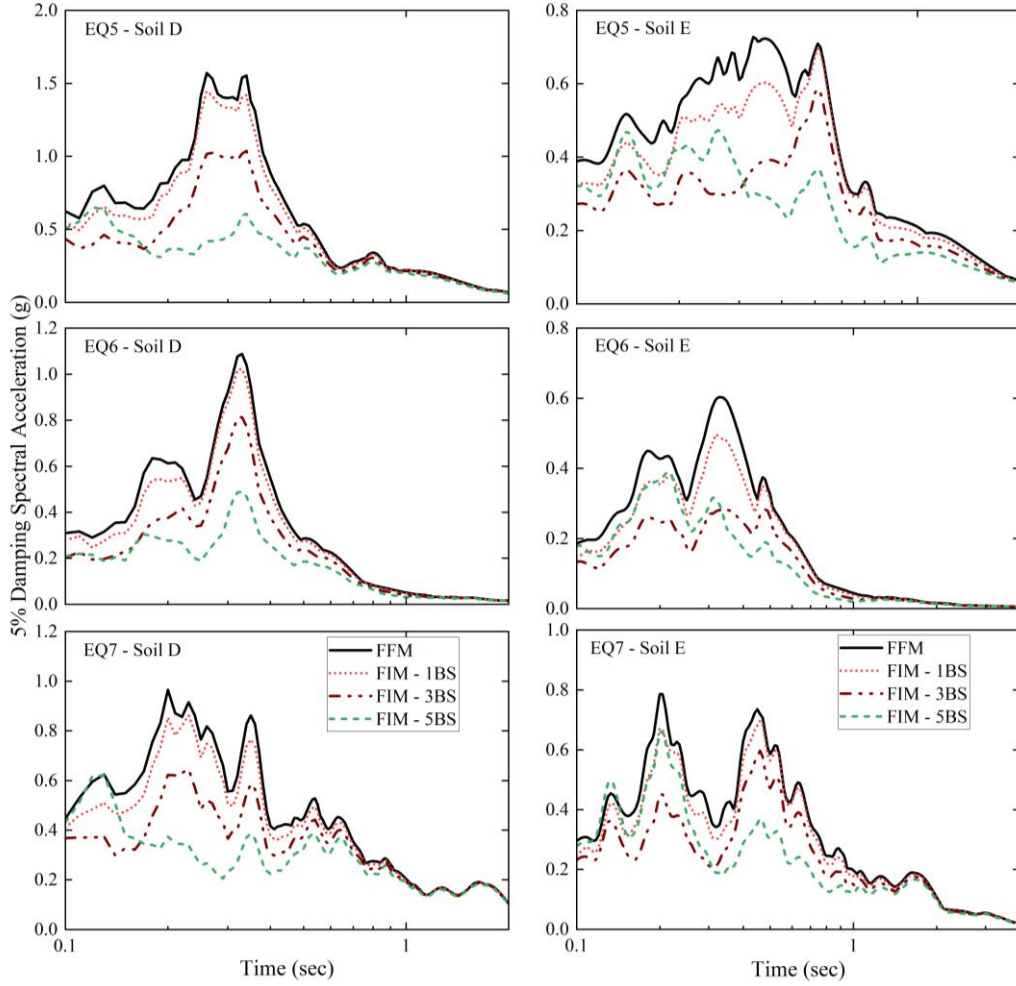 5% Damping Spectral Acceleration (g)
EQ5 - Soil D
2.0
1.5
1.0
0.5
0.0
EQ5 - Soil E
0.8
0.6
0.4
0.2
0.0
EQ6 - Soil D
1.2
1.0
0.8
0.6
0.4
0.2
0.0
EQ6 - Soil E
0.8
0.6
0.4
0.2
0.0
EQ7 - Soil D
1.2
1.0
0.8
0.6
0.4
0.2
0.0
FFM
FIM - 1BS
FIM - 3BS
FIM - 5BS
0.1
1
Time (sec)
EQ7 - Soil E
1.0
0.8
0.6
0.4
0.2
0.0
FFM
FIM - 1BS
FIM - 3BS
FIM - 5BS
0.1
1
Time (sec)